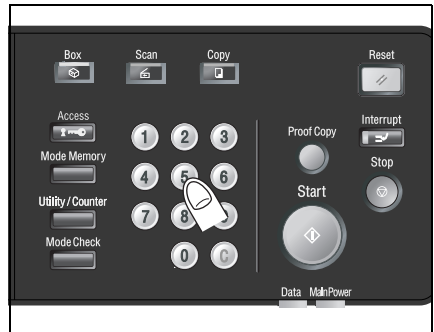 Box Scan Copy Reset
Access
1 2 3
Proof Copy
Interrupt
Mode Memory
4 5 6
Stop
Start
Utility / Counter
7 8
Mode Check
0 C
Data Main Power